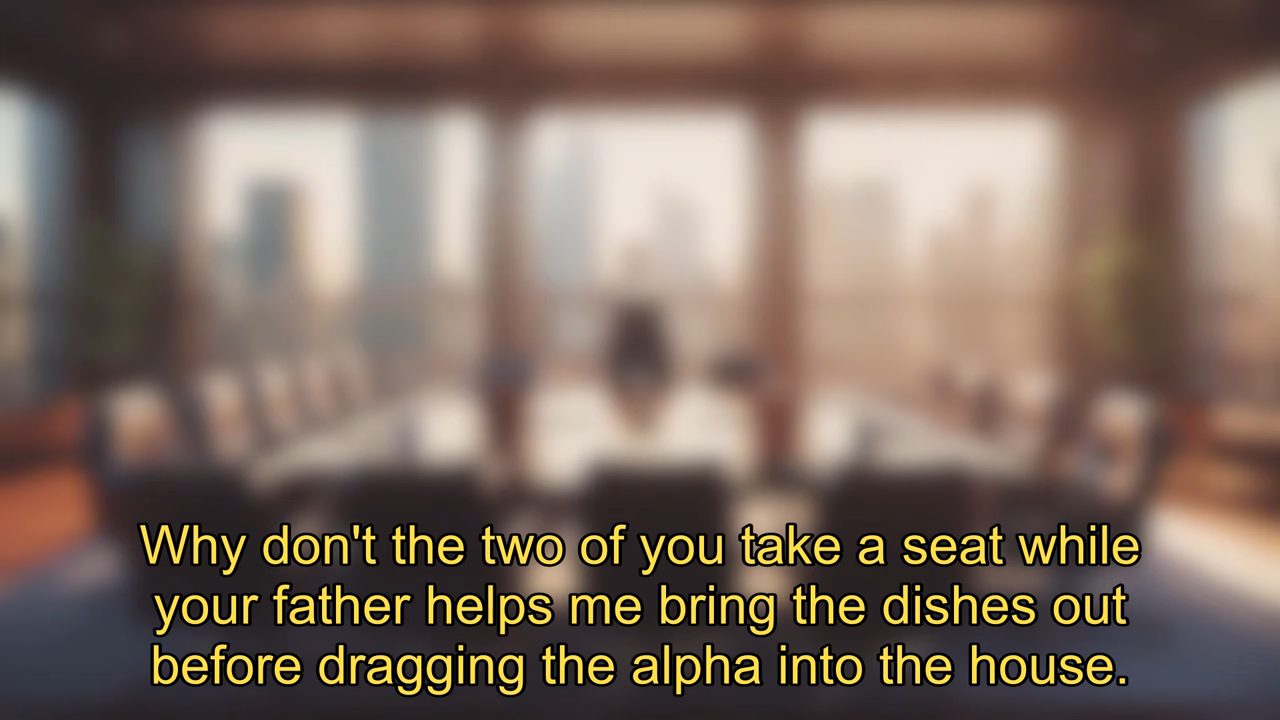 Why don't the two of you take a seat while
your father helps me bring the dishes out
before dragging the alpha into the house.